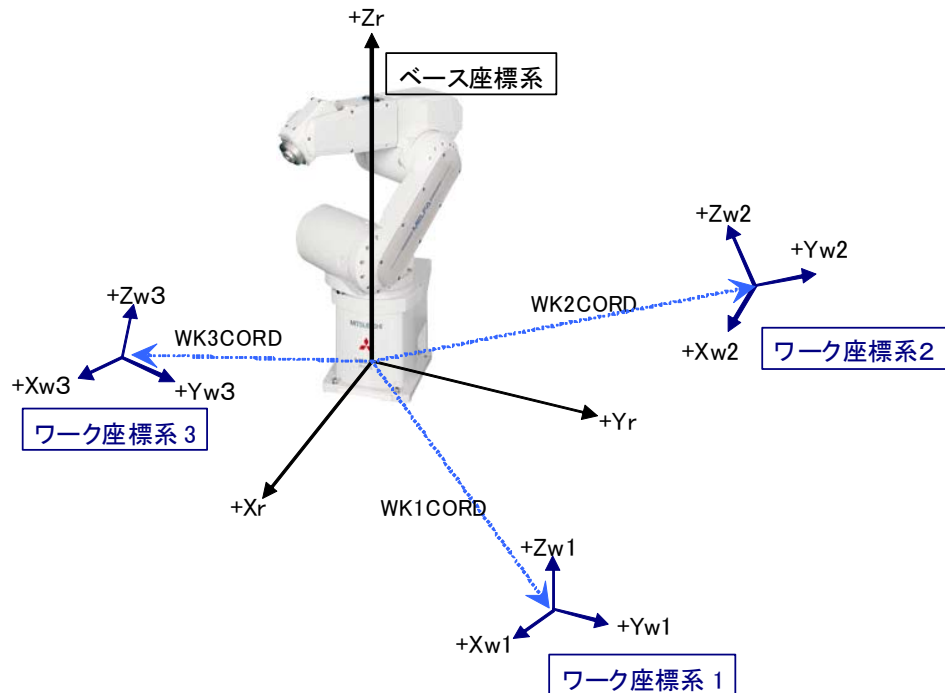 +Zr
ベース座標系
+Zw2
+Yw2
WK2CORD
+Xw2
ワーク座標系2
+Zw3
WK3CORD
MITSUBISHI
+Xw3
+Yw3
ワーク座標系 3
+Yr
+Xr
WK1CORD
+Zw1
+Yw1
+Xw1
ワーク座標系 1
MELFA